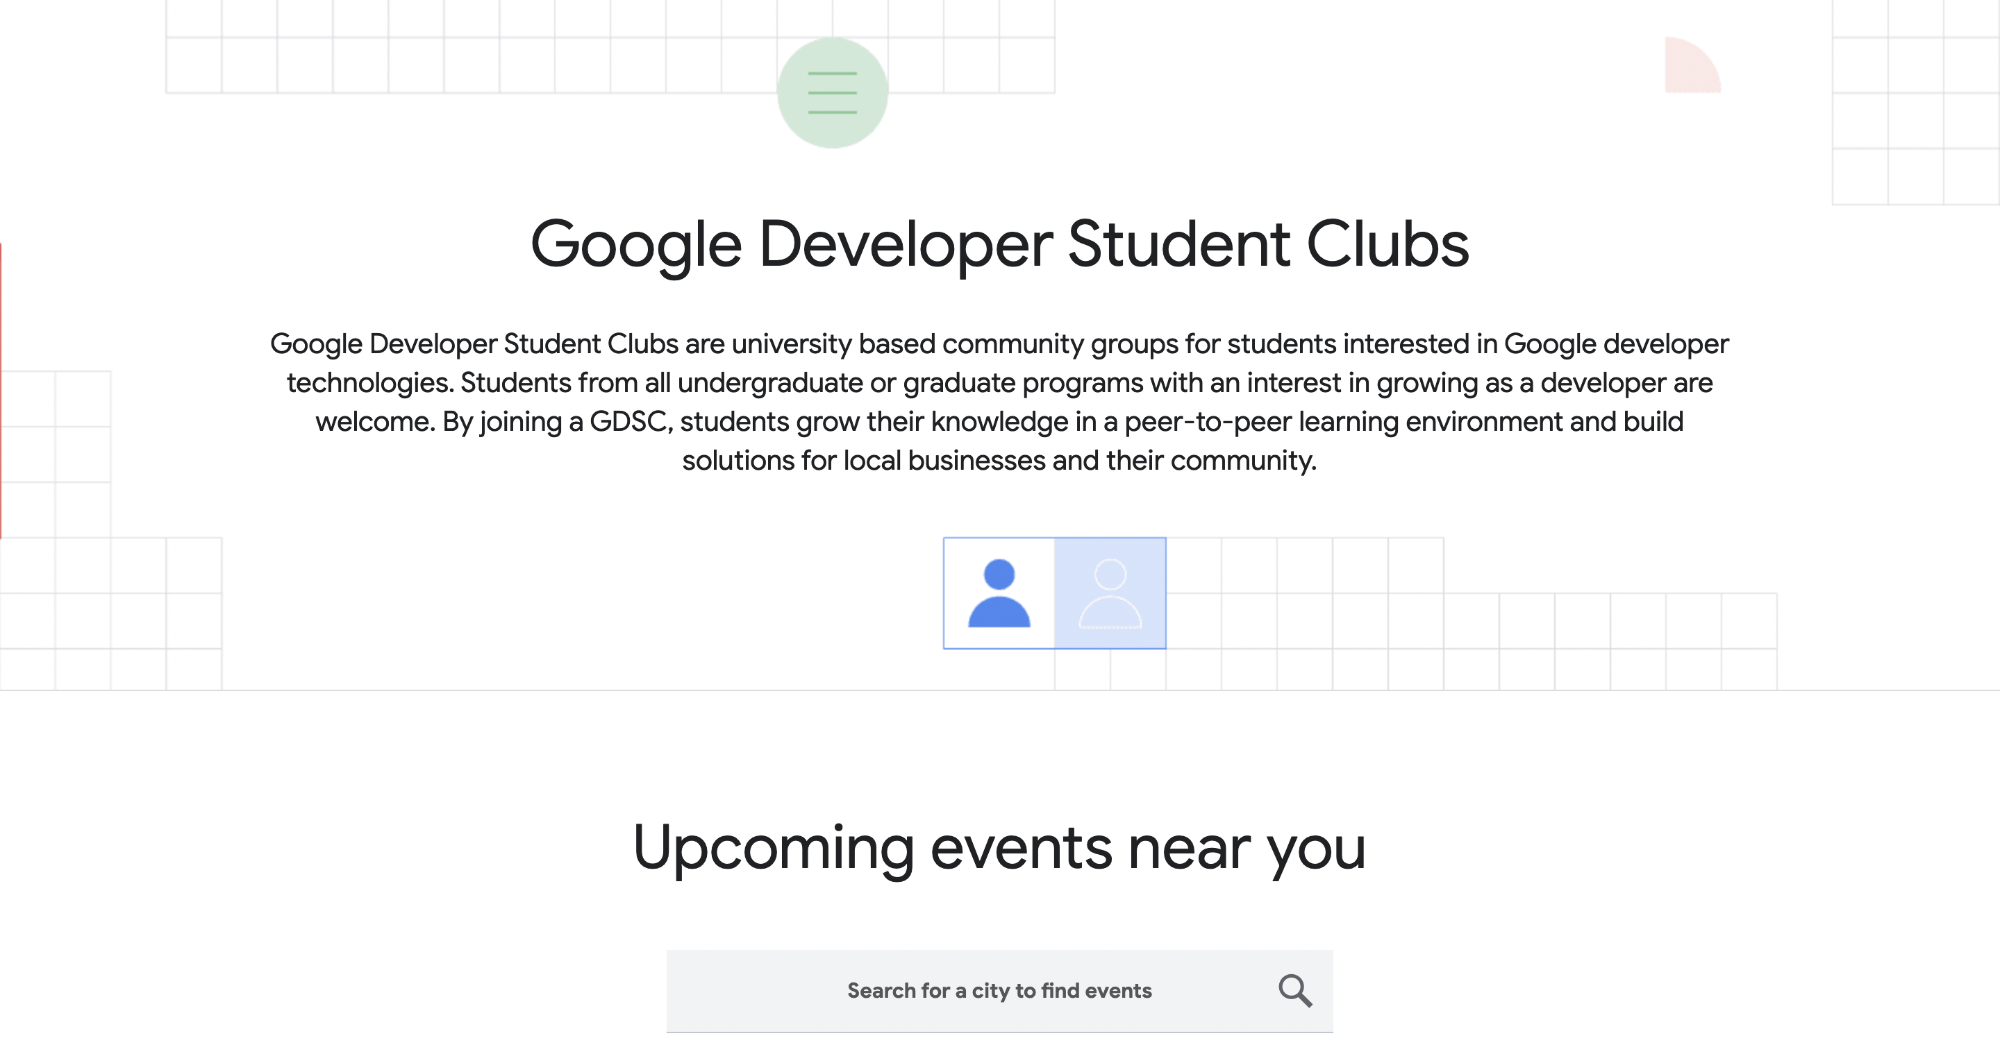 Google Developer Student Clubs
Google Developer Student Clubs are university based community groups for students interested in Google developer
technologies. Students from all undergraduate or graduate programs with an interest in growing as a developer are
welcome. By joining a GDSC, students grow their knowledge in a peer-to-peer learning environment and build
solutions for local businesses and their community.
Upcoming events near you
Search for a city to find events